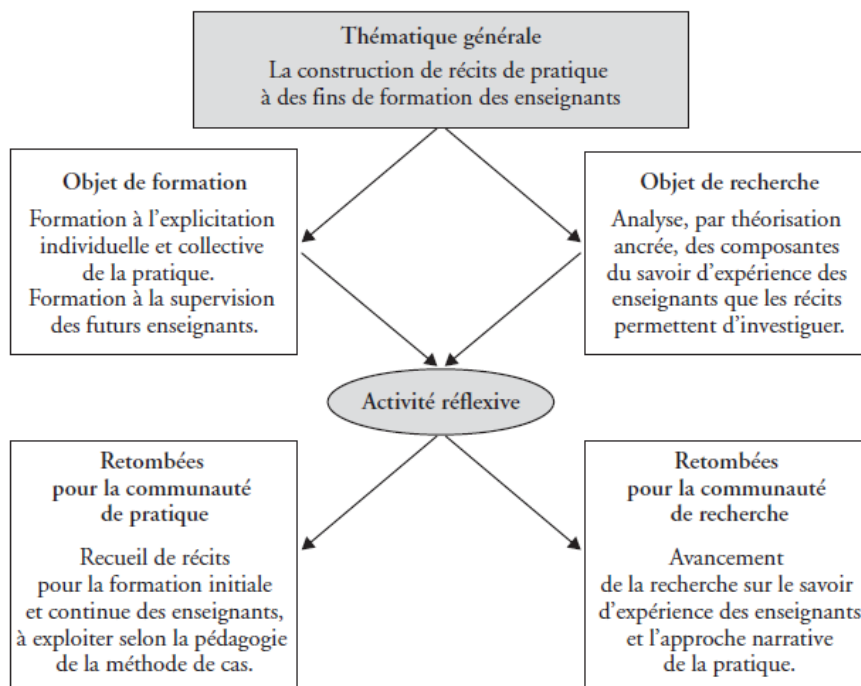 Thématique générale
La construction de récits de pratique
à des fins de formation des enseignants
Objet de formation
Formation à l'explicitation
individuelle et collective
de la pratique.
Formation à la supervision
des futurs enseignants.
Objet de recherche
Analyse, par théorisation
ancrée, des composantes
du savoir d'expérience des
enseignants que les récits
permettent d'investiguer.
Activité réflexive
Retombées
pour la communauté
de pratique
Recueil de récits
pour la formation initiale
et continue des enseignants,
à exploiter selon la pédagogie
de la méthode de cas.
Retombées
pour la communauté
de recherche
Avancement
de la recherche sur le savoir
d'expérience des enseignants
et l'approche narrative
de la pratique.